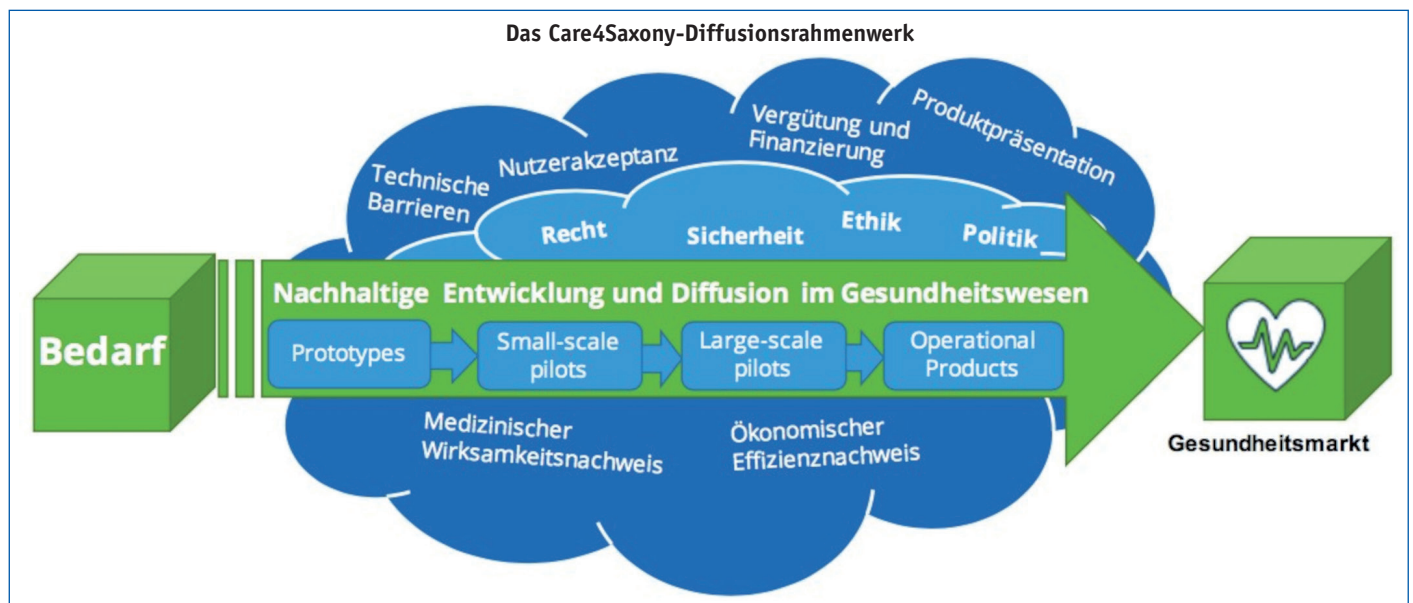 Das Care4Saxony-Diffusionsrahmenwerk
Technische
Barrieren
Nutzerakzeptanz
Vergütung und
Finanzierung
Produktpräsentation
Recht
Sicherheit
Ethik
Politik
Bedarf
Nachhaltige Entwicklung und Diffusion im Gesundheitswesen
Prototypes
Small-scale
pilots
Large-scale
pilots
Operational
Products
Medizinischer
Wirksamkeitsnachweis
Ökonomischer
Effizienznachweis
Gesundheitsmarkt